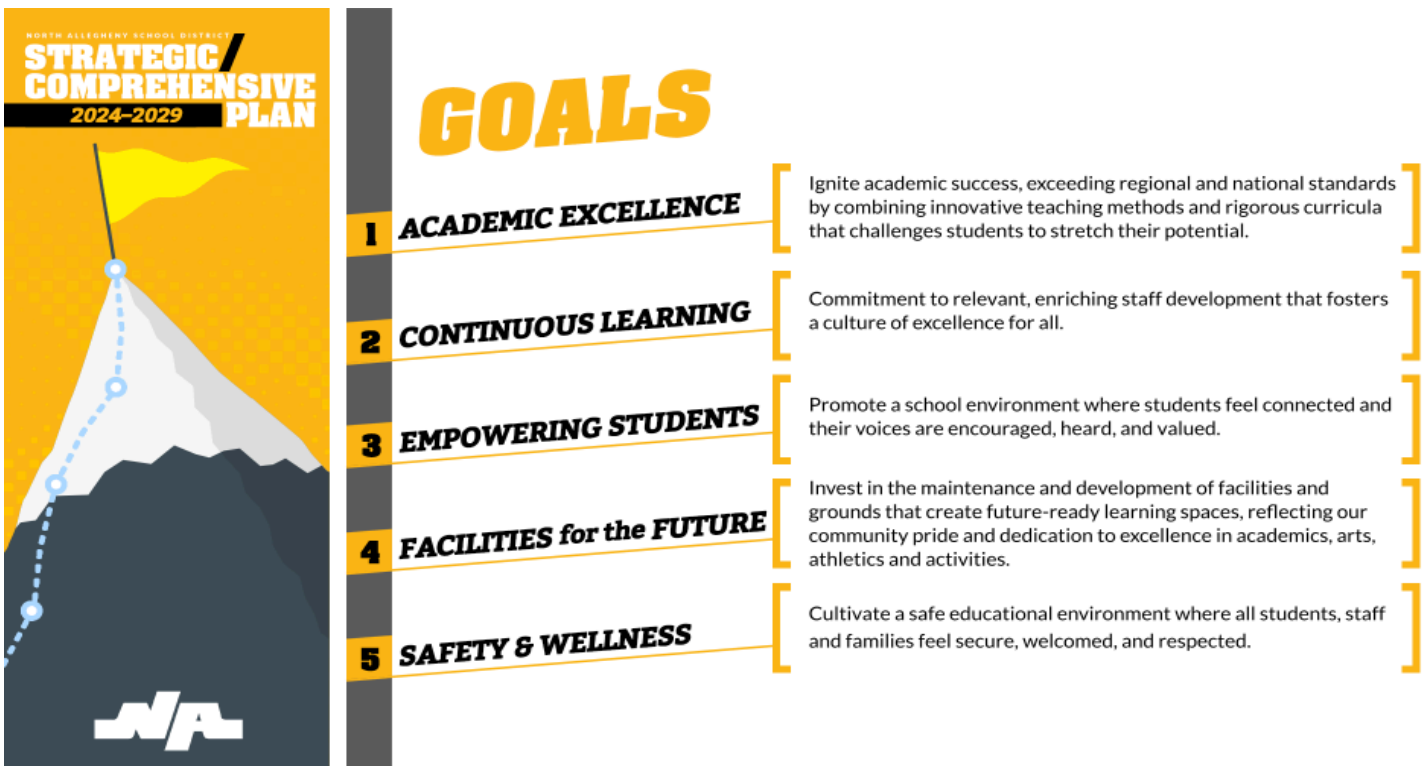 NORTH ALLEGHENY SCHOOL DISTRICT
STRATEGIC/
COMPREHENSIVE
2024–2029 PLAN
NA
GOALS
1 ACADEMIC EXCELLENCE
Ignite academic success, exceeding regional and national standards
by combining innovative teaching methods and rigorous curricula
that challenges students to stretch their potential.
2 CONTINUOUS LEARNING
Commitment to relevant, enriching staff development that fosters
a culture of excellence for all.
3 EMPOWERING STUDENTS
Promote a school environment where students feel connected and
their voices are encouraged, heard, and valued.
4 FACILITIES for the FUTURE
Invest in the maintenance and development of facilities and
grounds that create future-ready learning spaces, reflecting our
community pride and dedication to excellence in academics, arts,
athletics and activities.
5 SAFETY & WELLNESS
Cultivate a safe educational environment where all students, staff
and families feel secure, welcomed, and respected.